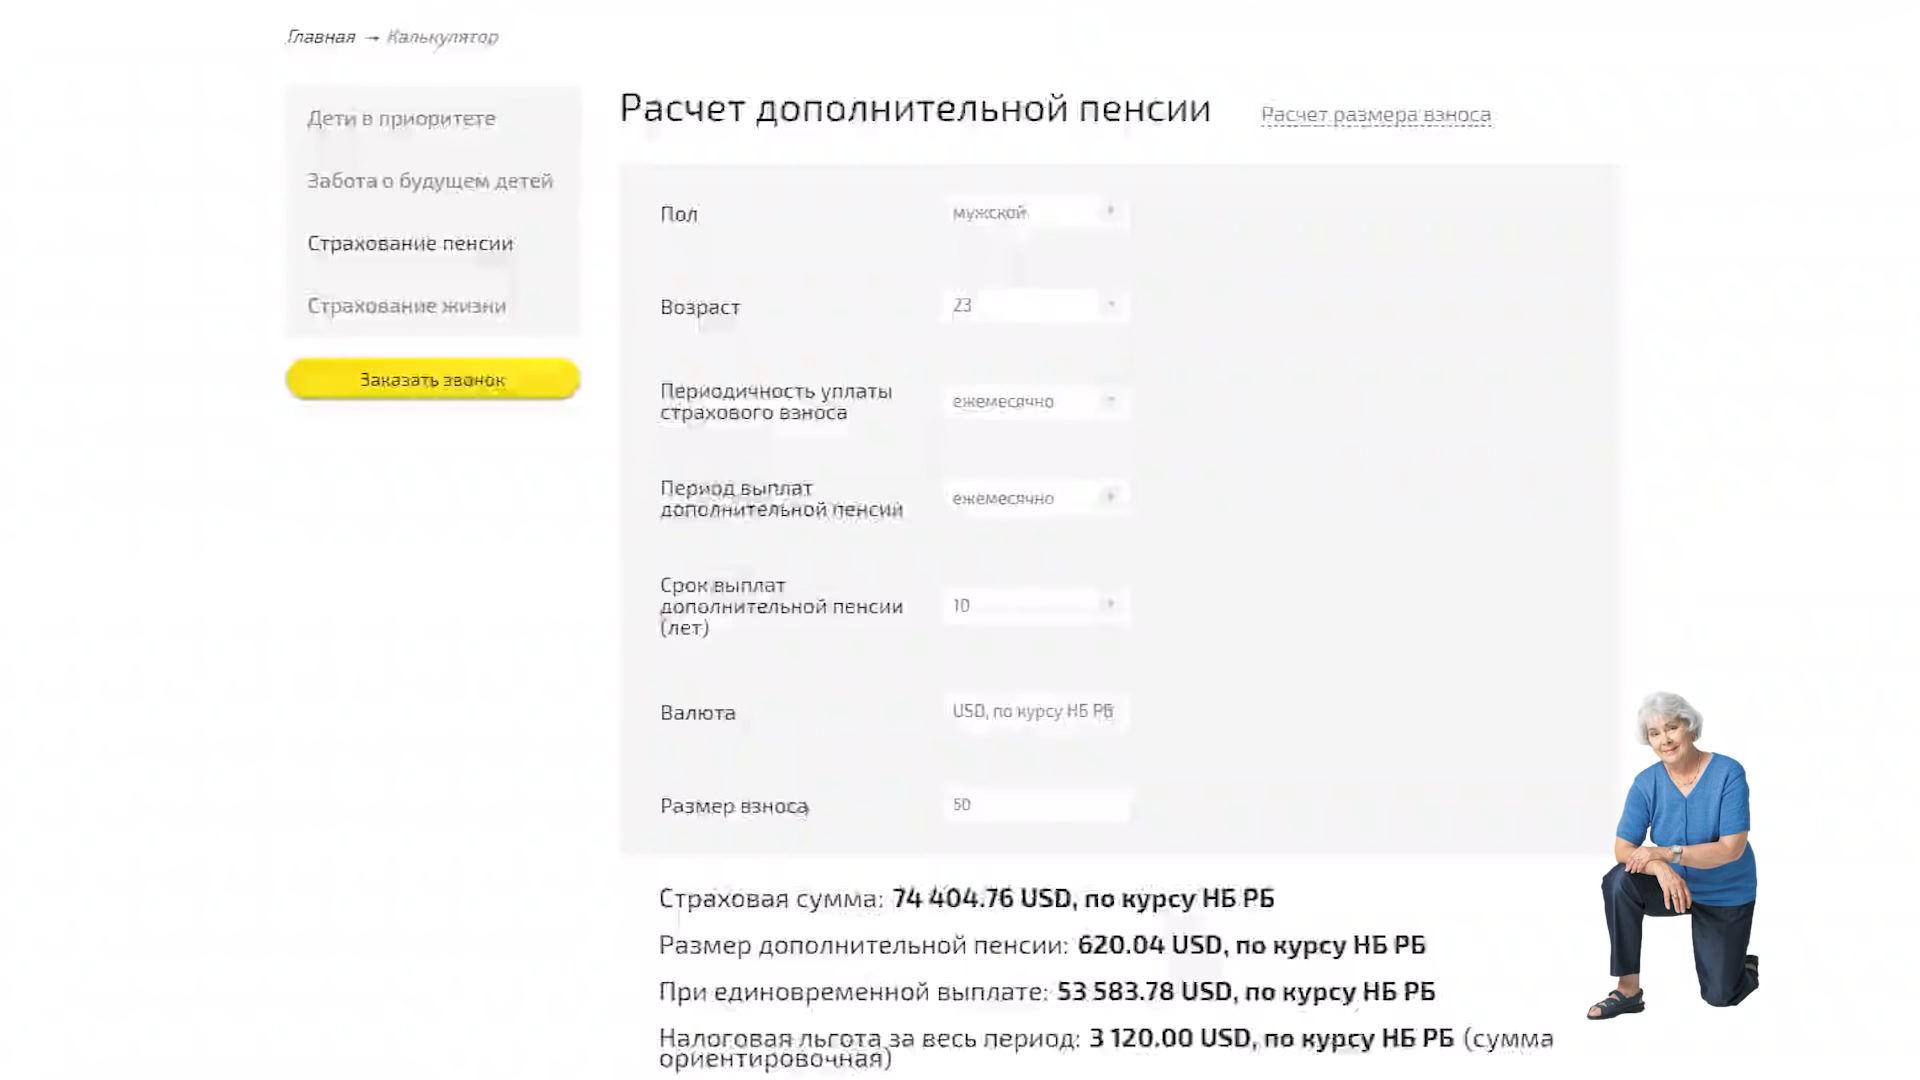 Главная → Калькулятор
Дети в приоритете
Забота о будущем детей
Страхование пенсии
Страхование жизни
Заказать звонок
Расчет дополнительной пенсии
Расчет размера взноса
Пол
мужской
Возраст
23
Периодичность уплаты
страхового взноса
ежемесячно
Период выплат
дополнительной пенсии
ежемесячно
Срок выплат
дополнительной пенсии
(лет)
10
Валюта
USD, по курсу НБ РБ
Размер взноса
50
Страховая сумма: 74 404.76 USD, по курсу НБ РБ
Размер дополнительной пенсии: 620.04 USD, по курсу НБ РБ
При единовременной выплате: 53 583.78 USD, по курсу НБ РБ
Налоговая льгота за весь период: 3 120.00 USD, по курсу НБ РБ (сумма
ориентировочная)